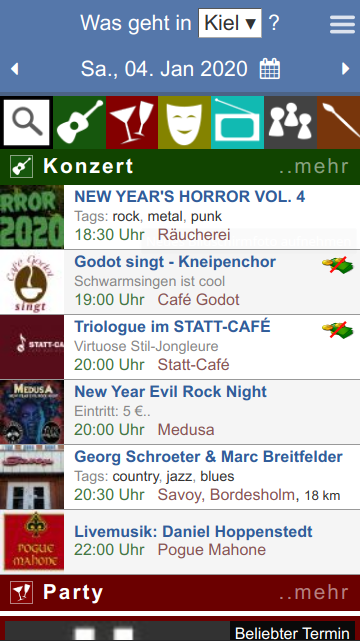 Was geht in Kiel ▾ ?
Sa., 04. Jan 2020
Konzert ..mehr
RROR
2020
NEW YEAR'S HORROR VOL. 4
Tags: rock, metal, punk
18:30 Uhr Räucherei
Café Godot
singt
Godot singt - Kneipenchor
Schwarmsingen ist cool
19:00 Uhr Café Godot
STATT-CA
Triologue im STATT-CAFÉ
Virtuose Stil-Jongleure
20:00 Uhr Statt-Café
MEDUSA
New Year Evil Rock Night
Eintritt: 5 €..
20:00 Uhr Medusa
Savoy
Georg Schroeter & Marc Breitfelder
Tags: country, jazz, blues
20:30 Uhr Savoy, Bordesholm, 18 km
POGUE
MAHONE
Livemusik: Daniel Hoppenstedt
22:00 Uhr Pogue Mahone
Party ..mehr
Beliebter Termin